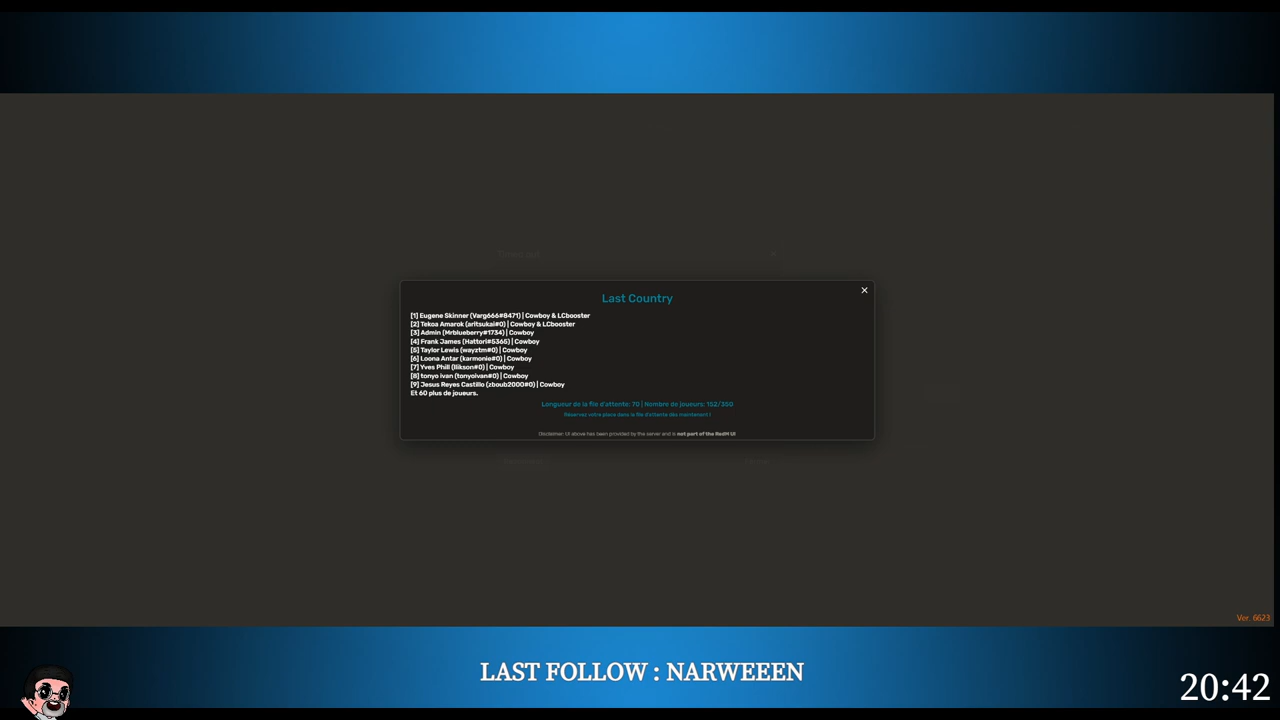 Last Country
[1] Eugene Skinner (Varg666#8471) | Cowboy & LCbooster
[2] Tekoa Amarok (aritsukai#0) | Cowboy & LCbooster
[3] Admin (Mrblueberry#1734) | Cowboy
[4] Frank James (Hattori#5365) | Cowboy
[5] Taylor Lewis (wayztm#0) | Cowboy
[6] Loona Antar (karmonie#0) | Cowboy
[7] Yves Phill (llikson#0) | Cowboy
[8] tonyo ivan (tonyoivan#0) | Cowboy
[9] Jesus Reyes Castillo (zboub2000#0) | Cowboy
Et 60 plus de joueurs.
Longueur de la file d'attente: 70 | Nombre de joueurs: 152/350
Réservez votre place dans la file d'attente dès maintenant !
Disclaimer: UI above has been provided by the server and is not part of the RedM UI
Ver. 6623
LAST FOLLOW : NARWEEEN
20:42